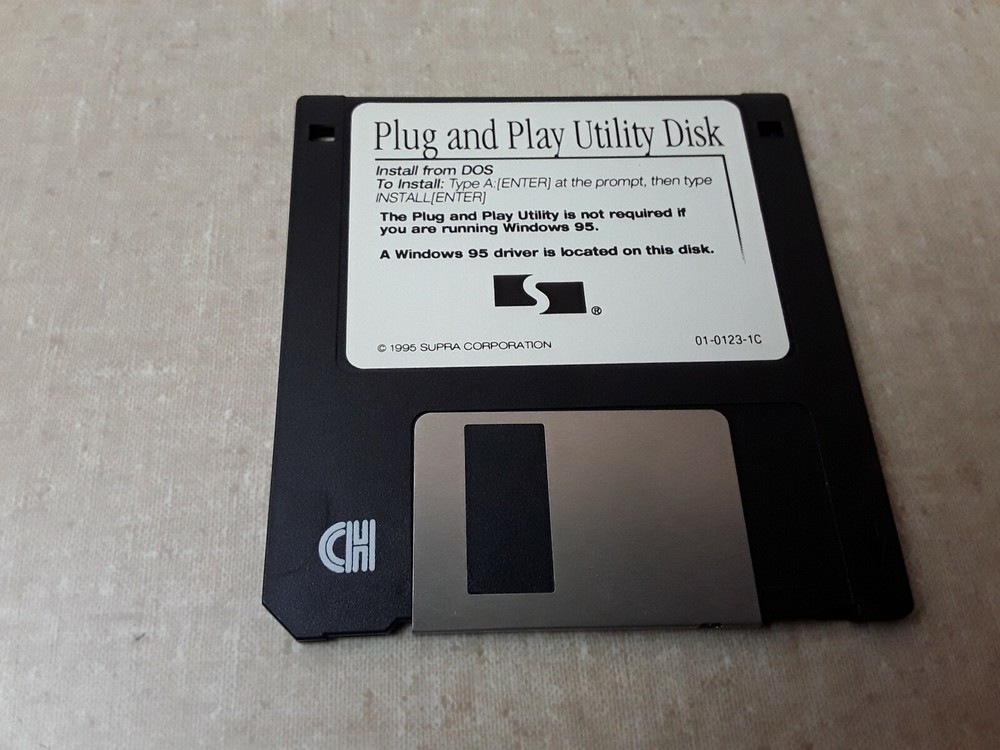 Plug and Play Utility Disk
Install from DOS
To Install: Type A:[ENTER] at the prompt, then type
INSTALL[ENTER]
The Plug and Play Utility is not required if
you are running Windows 95.
A Windows 95 driver is located on this disk.
S ®
© 1995 SUPRA CORPORATION 01-0123-1C
CH